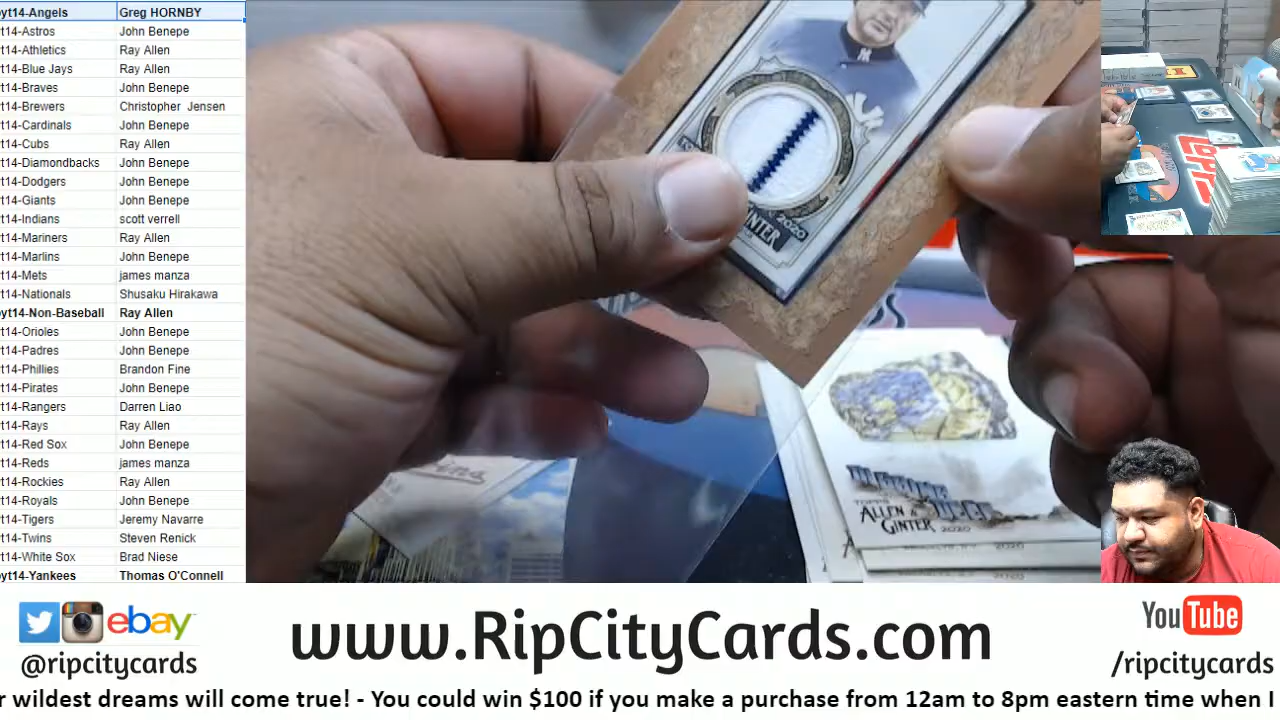 yt14-Angels Greg HORNBY
t14-Astros John Benepe
t14-Athletics Ray Allen
t14-Blue Jays Ray Allen
t14-Braves John Benepe
t14-Brewers Christopher Jensen
t14-Cardinals John Benepe
t14-Cubs Ray Allen
t14-Diamondbacks John Benepe
t14-Dodgers John Benepe
t14-Giants John Benepe
t14-Indians scott verrell
t14-Mariners Ray Allen
t14-Marlins John Benepe
t14-Mets james manza
t14-Nationals Shusaku Hirakawa
yt14-Non-Baseball Ray Allen
t14-Orioles John Benepe
t14-Padres John Benepe
t14-Phillies Brandon Fine
t14-Pirates John Benepe
t14-Rangers Darren Liao
t14-Rays Ray Allen
t14-Red Sox John Benepe
t14-Reds james manza
t14-Rockies Ray Allen
t14-Royals John Benepe
t14-Tigers Jeremy Navarre
t14-Twins Steven Renick
t14-White Sox Brad Niese
yt14-Yankees Thomas O'Connell
GINTER 2020
TOPPS
ALLEN &
GINTER 2020
2020
2020
ebay
@ripcitycards
www.RipCityCards.com
YouTube
/ripcitycards
r wildest dreams will come true! - You could win $100 if you make a purchase from 12am to 8pm eastern time when I